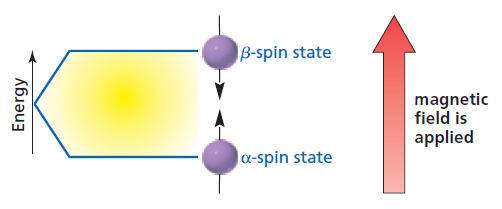 Energy
β-spin state
α-spin state
magnetic
field is
applied